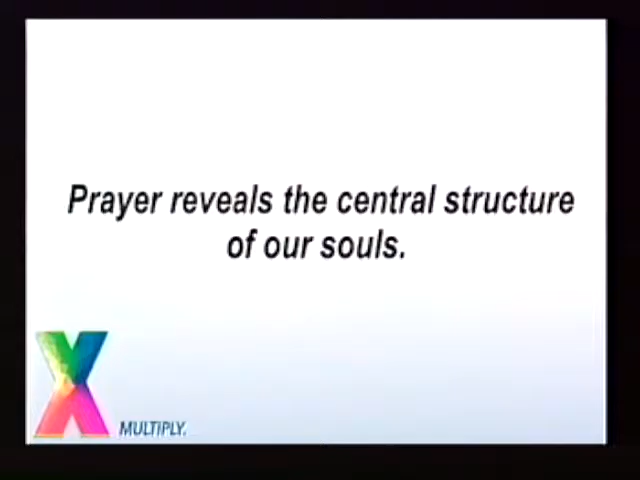 Prayer reveals the central structure
of our souls.
X
MULTIPLY.